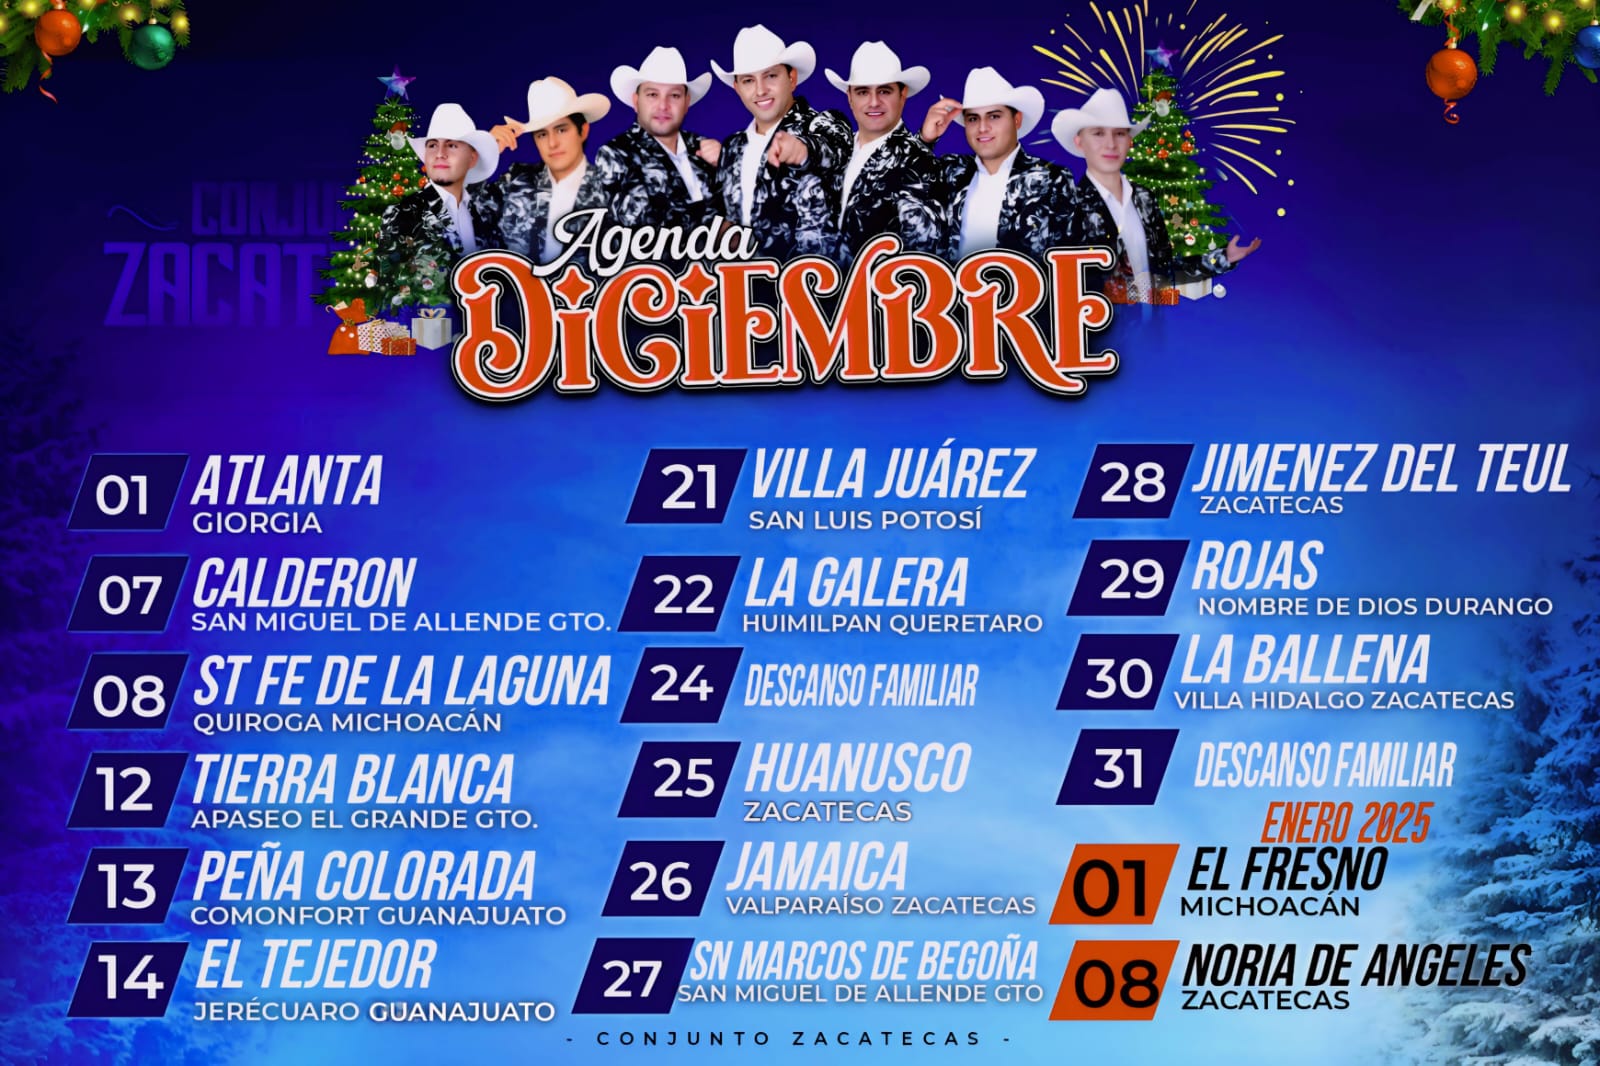 CONJU
ZACAT
Agenda
DiCiEMBRE
01 ATLANTA
GIORGIA
07 CALDERON
SAN MIGUEL DE ALLENDE GTO.
08 ST FE DE LA LAGUNA
QUIROGA MICHOACÁN
12 TIERRA BLANCA
APASEO EL GRANDE GTO.
13 PEÑA COLORADA
COMONFORT GUANAJUATO
14 EL TEJEDOR
JERÉCUARO GUANAJUATO
21 VILLA JUÁREZ
SAN LUIS POTOSÍ
22 LA GALERA
HUIMILPAN QUERETARO
24 DESCANSO FAMILIAR
25 HUANUSCO
ZACATECAS
26 JAMAICA
VALPARAÍSO ZACATECAS
27 SN MARCOS DE BEGOÑA
SAN MIGUEL DE ALLENDE GTO
28 JIMENEZ DEL TEUL
ZACATECAS
29 ROJAS
NOMBRE DE DIOS DURANGO
30 LA BALLENA
VILLA HIDALGO ZACATECAS
31 DESCANSO FAMILIAR
ENERO 2025
01 EL FRESNO
MICHOACÁN
08 NORIA DE ANGELES
ZACATECAS
- CONJUNTO ZACATECAS -